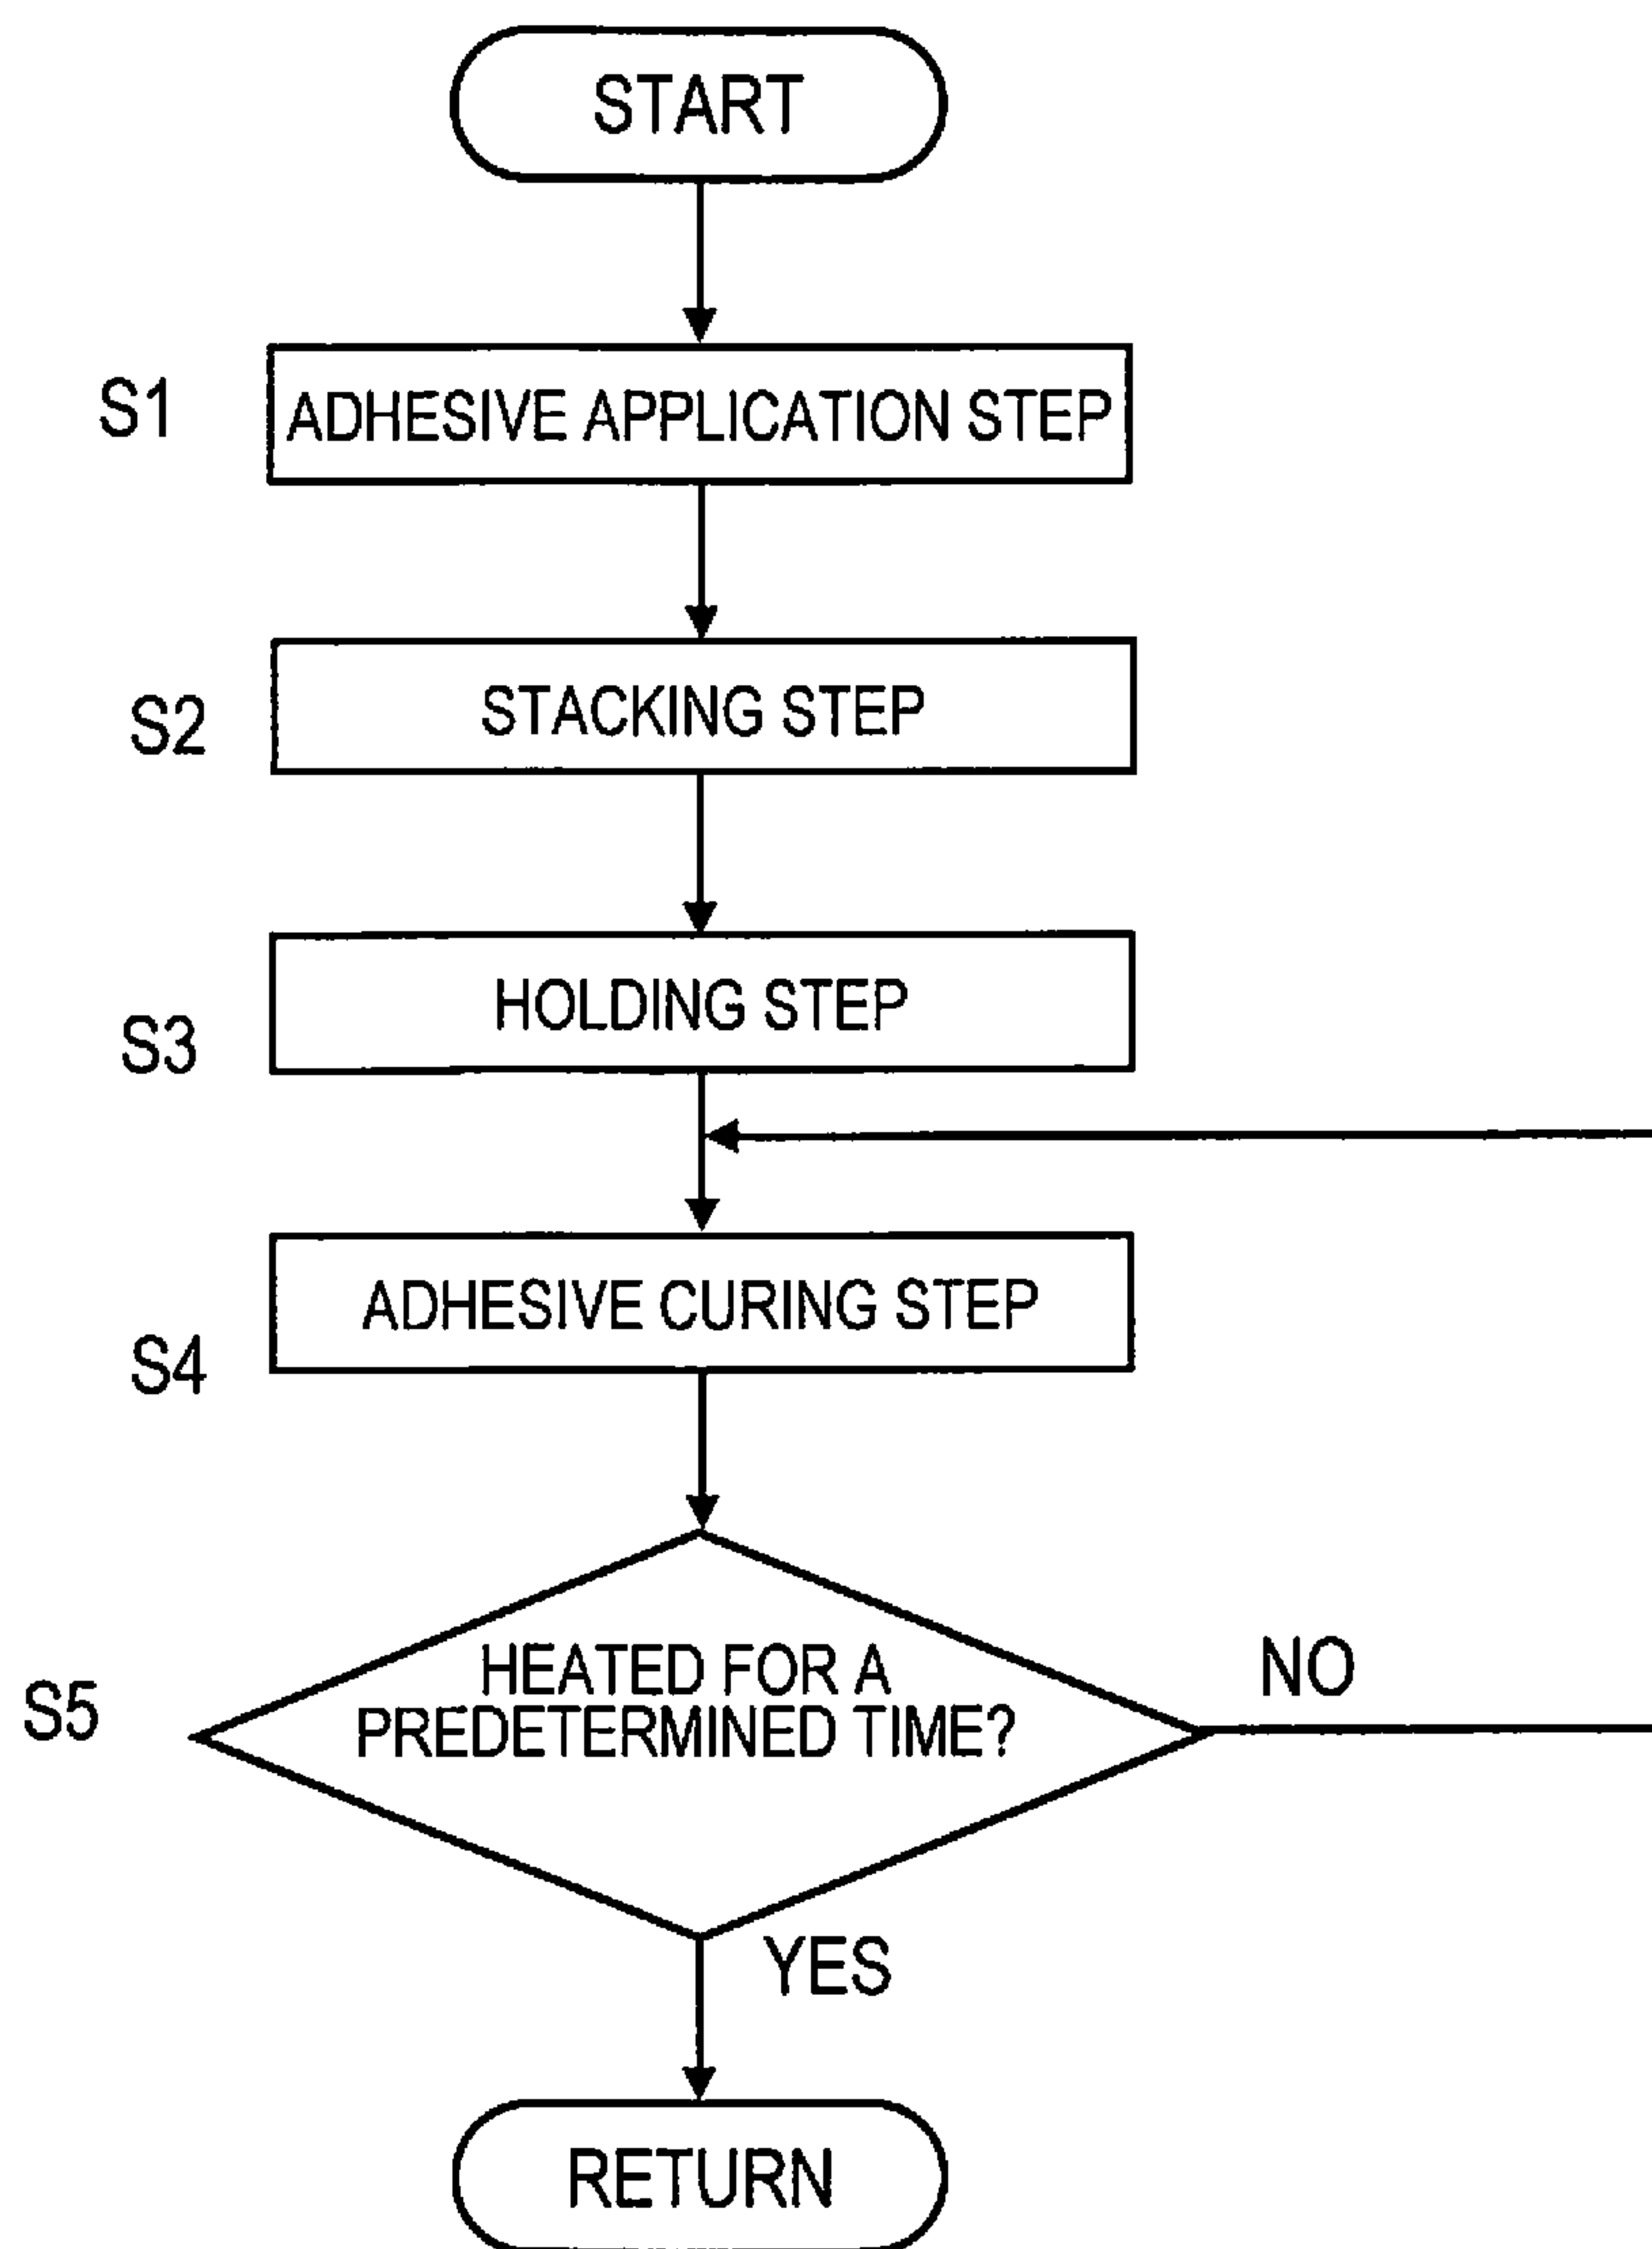 START
S1
ADHESIVE APPLICATION STEP
S2
STACKING STEP
S3
HOLDING STEP
S4
ADHESIVE CURING STEP
S5
HEATED FOR A
PREDETERMINED TIME?
NO
YES
RETURN